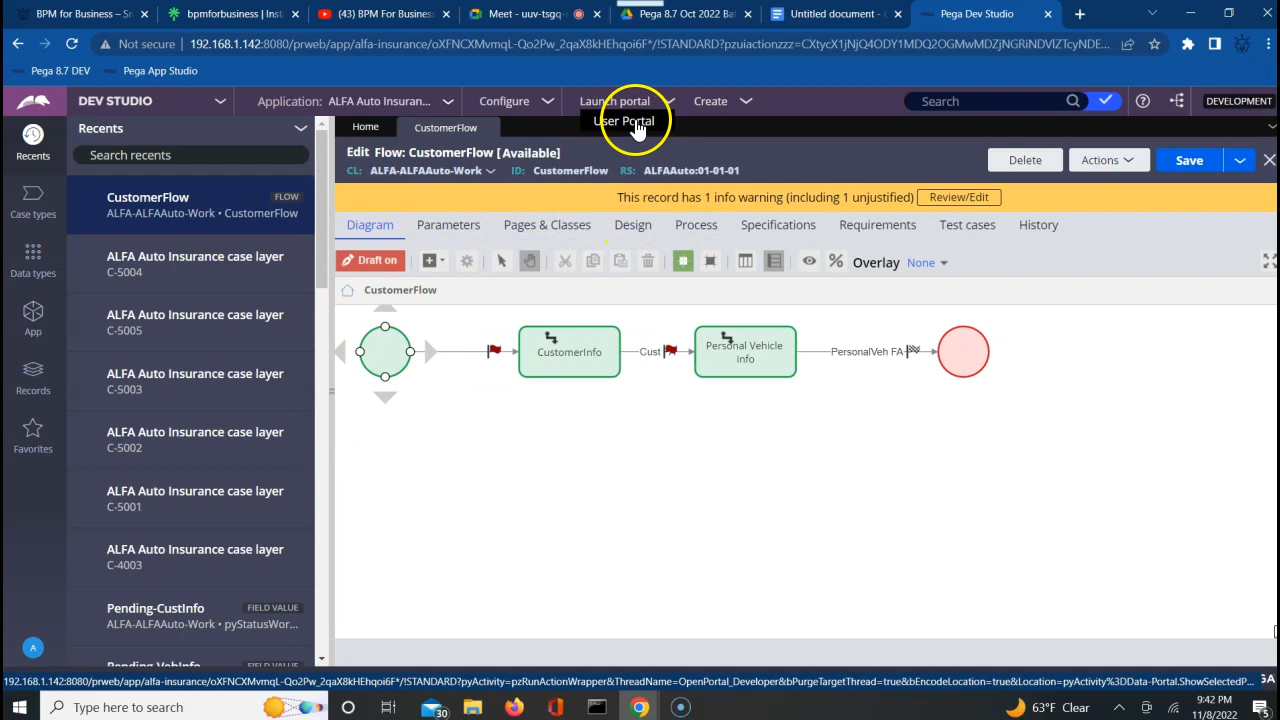 BPM for Business – Sr
bpmforbusiness | Inst
(43) BPM For Busines
Meet - uuv-tsgq-
Pega 8.7 Oct 2022 Bat
Untitled document - G
Pega Dev Studio
Not secure 192.168.1.142:8080/prweb/app/alfa-insurance/oXFNCXMvmqL-Qo2Pw_2qaX8kHEhqoi6F*/!STANDARD?pzuiactionzzz=CXtycX1jNjQ4ODY1MDQ2OGMwMDZjNGRiNDVlZTcyNDE...
PEGA Pega 8.7 DEV PEGA Pega App Studio
DEV STUDIO Application: ALFA Auto Insuran... Configure Launch portal Create Search DEVELOPMENT
User Portal
Recents
Recents
Search recents
Case types
Data types
App
Records
Favorites
A
CustomerFlow FLOW
ALFA-ALFAAuto-Work • CustomerFlow
ALFA Auto Insurance case layer
C-5004
ALFA Auto Insurance case layer
C-5005
ALFA Auto Insurance case layer
C-5003
ALFA Auto Insurance case layer
C-5002
ALFA Auto Insurance case layer
C-5001
ALFA Auto Insurance case layer
C-4003
Pending-CustInfo FIELD VALUE
ALFA-ALFAAuto-Work • pyStatusWor...
Pending-VehInfo FIELD VALUE
Home CustomerFlow
Edit Flow: CustomerFlow [Available]
CL: ALFA-ALFAAuto-Work ID: CustomerFlow RS: ALFAAuto:01-01-01
Delete Actions Save
This record has 1 info warning (including 1 unjustified) Review/Edit
Diagram Parameters Pages & Classes Design Process Specifications Requirements Test cases History
Draft on Overlay None
CustomerFlow
CustomerInfo
Cust
Personal Vehicle
info
PersonalVeh FA
192.168.1.142:8080/prweb/app/alfa-insurance/oXFNCXMvmqL-Qo2Pw_2qaX8kHEhqoi6F*/!STANDARD?pyActivity=pzRunActionWrapper&ThreadName=OpenPortal_Developer&bPurgeTargetThread=true&bEncodeLocation=true&Location=pyActivity%3DData-Portal.ShowSelectedP...
GA
Type here to search
30
63°F Clear
9:42 PM
11/8/2022
5